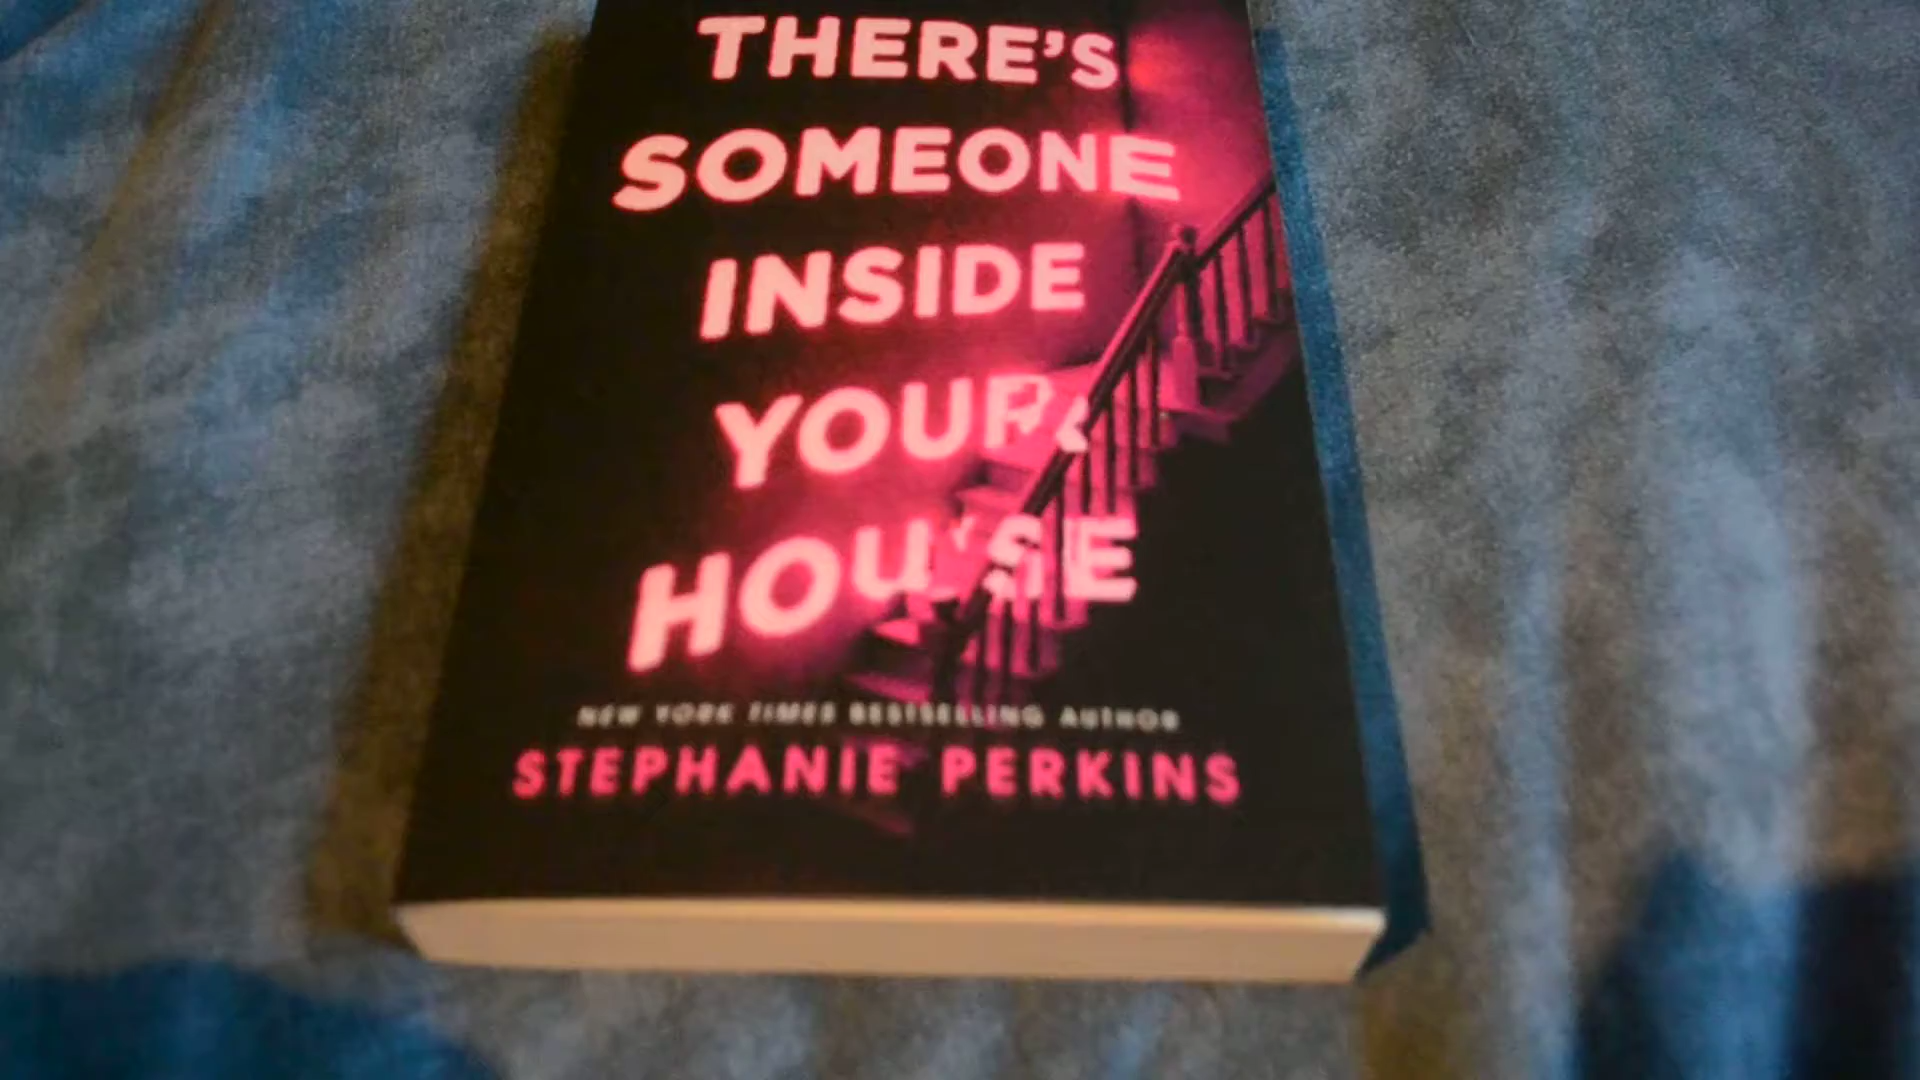 THERE'S
SOMEONE
INSIDE
YOUR
HOUSE
NEW YORK TIMES BESTSELLING AUTHOR
STEPHANIE PERKINS